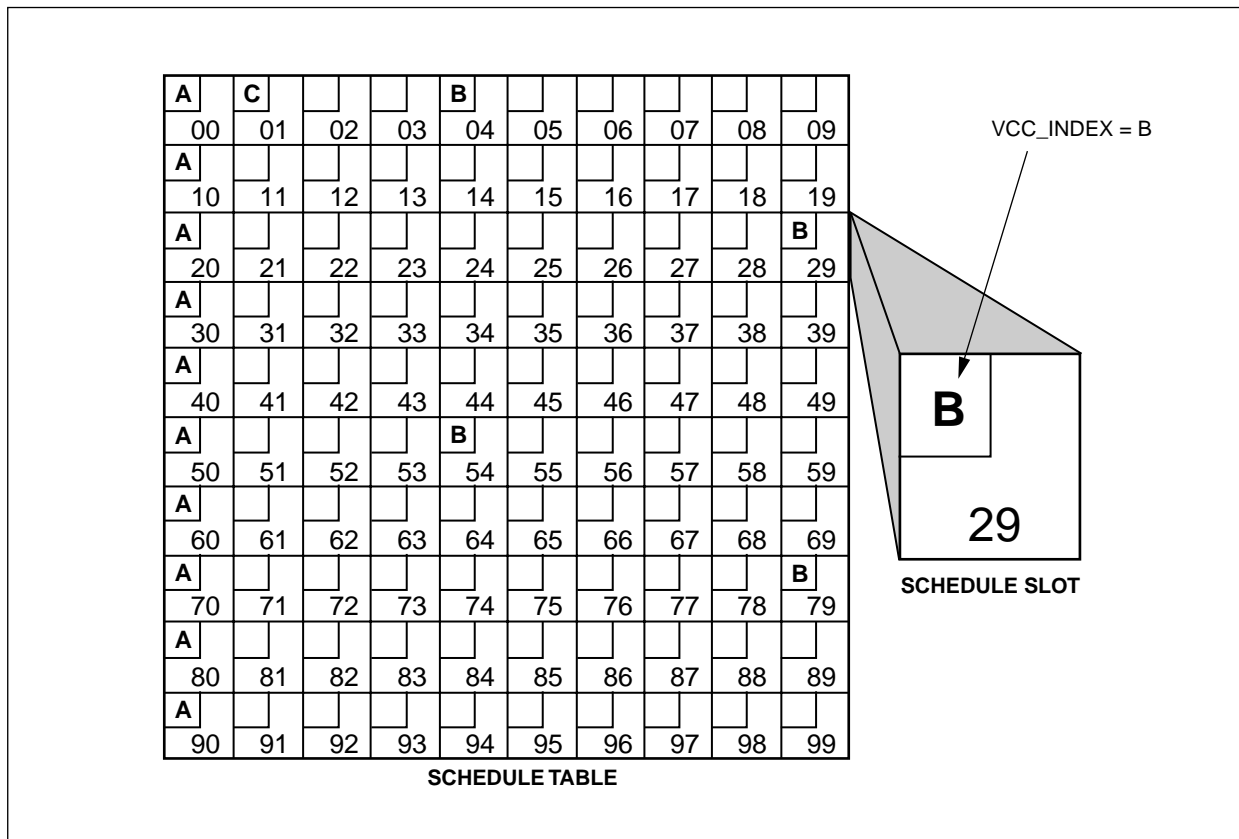 A C B
00 01 02 03 04 05 06 07 08 09
A
10 11 12 13 14 15 16 17 18 19
A B
20 21 22 23 24 25 26 27 28 29
A
30 31 32 33 34 35 36 37 38 39
A
40 41 42 43 44 45 46 47 48 49
A B
50 51 52 53 54 55 56 57 58 59
A
60 61 62 63 64 65 66 67 68 69
A B
70 71 72 73 74 75 76 77 78 79
A
80 81 82 83 84 85 86 87 88 89
A
90 91 92 93 94 95 96 97 98 99
SCHEDULE TABLE
VCC_INDEX = B
B
29
SCHEDULE SLOT